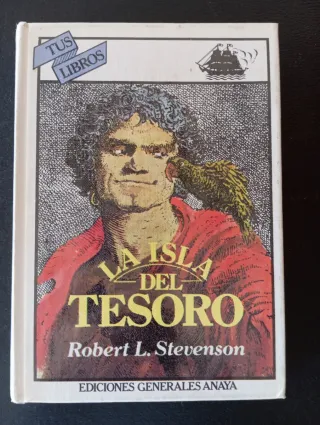 TUS
LIBROS
LA ISLA
DEL
TESORO
Robert L. Stevenson
EDICIONES GENERALES ANAYA